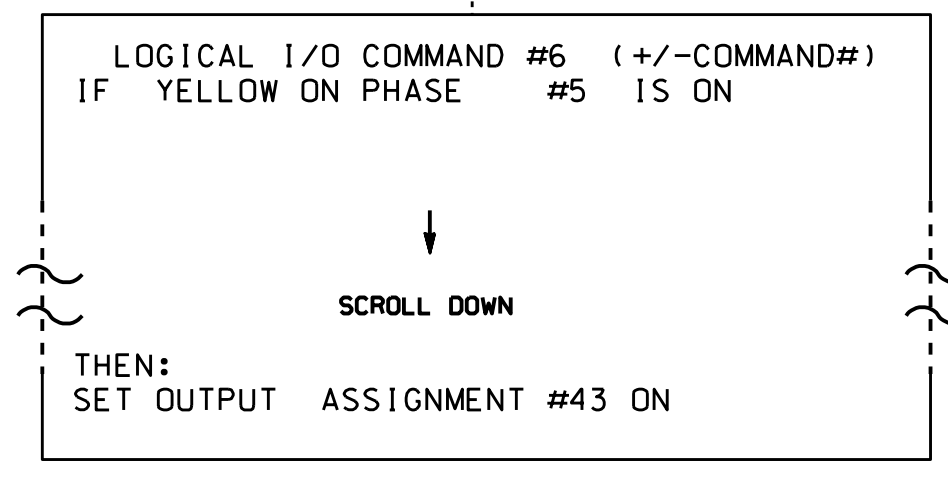 LOGICAL I/O COMMAND #6 (+/-COMMAND#)
IF YELLOW ON PHASE #5 IS ON
SCROLL DOWN
THEN:
SET OUTPUT ASSIGNMENT #43 ON